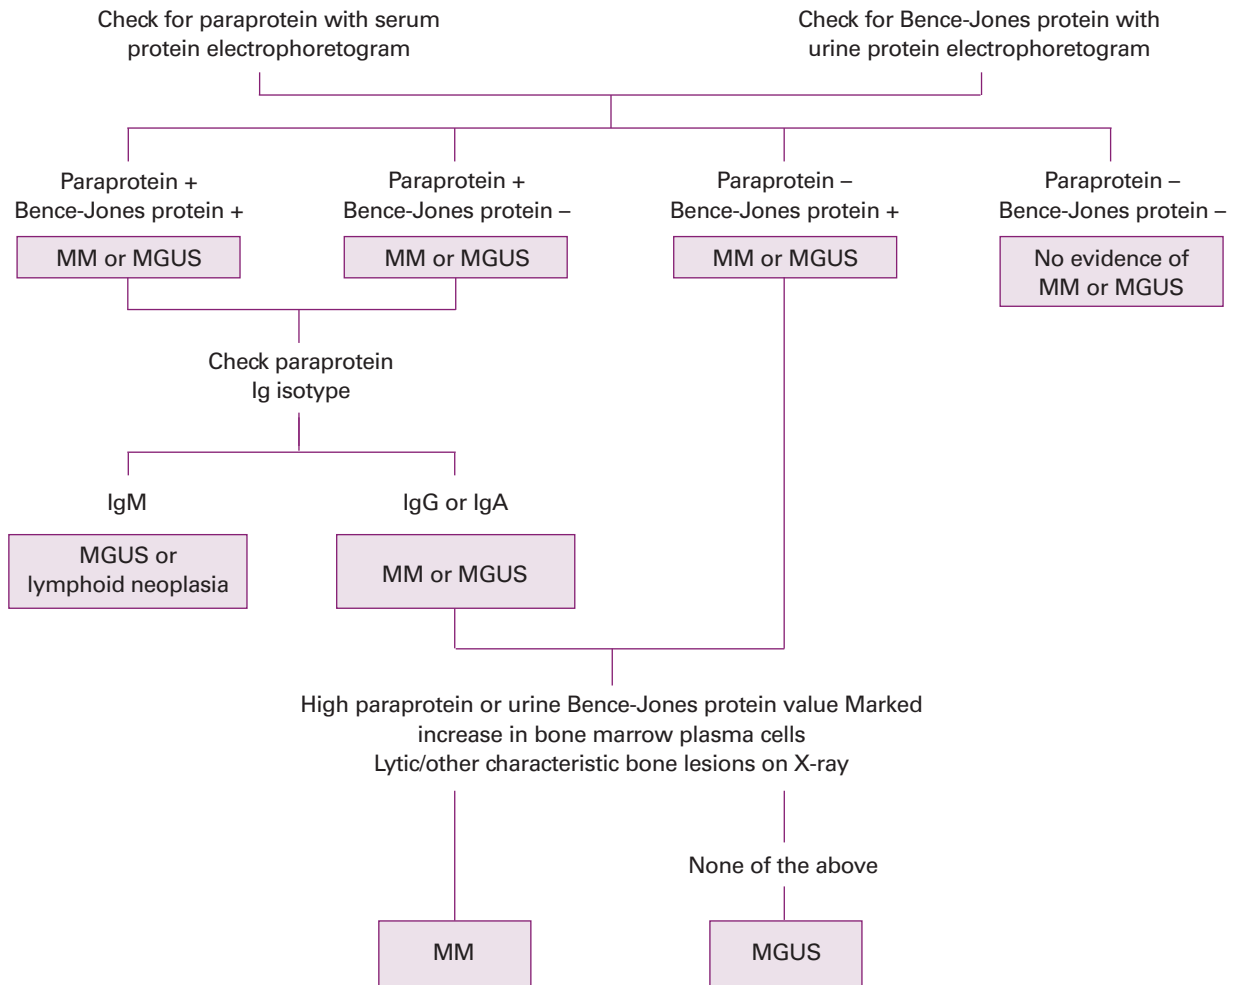 Check for paraprotein with serum
protein electrophoretogram
Check for Bence-Jones protein with
urine protein electrophoretogram
Paraprotein +
Bence-Jones protein +
MM or MGUS
Paraprotein +
Bence-Jones protein –
MM or MGUS
Paraprotein –
Bence-Jones protein +
MM or MGUS
Paraprotein –
Bence-Jones protein –
No evidence of
MM or MGUS
Check paraprotein
Ig isotype
IgM
MGUS or
lymphoid neoplasia
IgG or IgA
MM or MGUS
High paraprotein or urine Bence-Jones protein value Marked
increase in bone marrow plasma cells
Lytic/other characteristic bone lesions on X-ray
None of the above
MM
MGUS